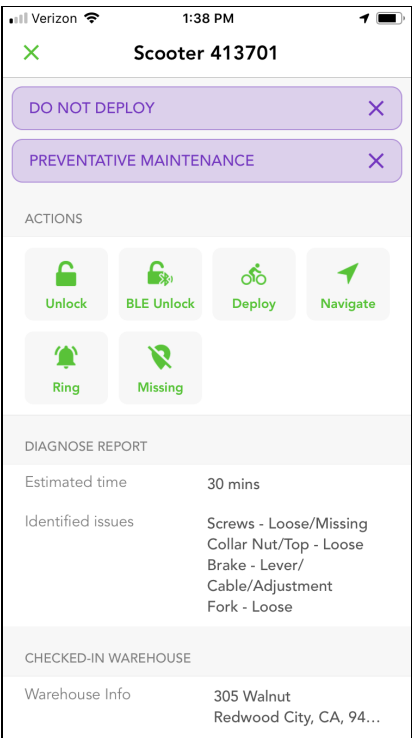 Verizon 1:38 PM
Scooter 413701
DO NOT DEPLOY
PREVENTATIVE MAINTENANCE
ACTIONS
Unlock BLE Unlock Deploy Navigate
Ring Missing
DIAGNOSE REPORT
Estimated time 30 mins
Identified issues Screws - Loose/Missing
Collar Nut/Top - Loose
Brake - Lever/
Cable/Adjustment
Fork - Loose
CHECKED-IN WAREHOUSE
Warehouse Info 305 Walnut
Redwood City, CA, 94...